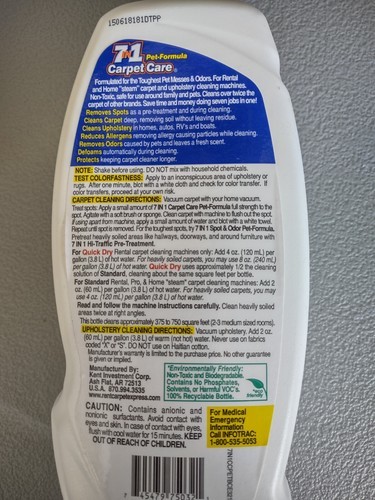 150618181DTPP
7 IN 1 Pet-Formula
Carpet Care®
Formulated for the Toughest Pet Messes & Odors. For Rental
and Home "steam" carpet and upholstery cleaning machines.
Non-Toxic, safe for use around family and pets. Cleans over twice the
carpet of other brands. Save time and money doing seven jobs in one!
Removes Spots as a pre-treatment and during cleaning.
Cleans Carpet deep, removing soil without leaving residue.
Cleans Upholstery in homes, autos, RV's and boats.
Reduces Allergens removing allergy causing particles while cleaning.
Removes Odors caused by pets and leaves a fresh scent.
Defoams automatically during cleaning.
Protects keeping carpet cleaner longer.
NOTE: Shake before using. DO NOT mix with household chemicals.
TEST COLORFASTNESS: Apply to an inconspicuous area of upholstery or
rugs. After one minute, blot with a white cloth and check for color transfer. If
color transfers, proceed at your own risk.
CARPET CLEANING DIRECTIONS: Vacuum carpet with your home vacuum.
Treat spots: Apply a small amount of 7 IN 1 Carpet Care Pet-Formula full strength to the
spot. Agitate with a soft brush or sponge. Clean carpet with machine to flush out the spot.
If using apart from machine, apply a small amount of water and blot with a white towel.
Repeat until spot is removed. For the toughest spots, try 7 IN 1 Spot & Odor Pet-Formula.
Pretreat heavily soiled areas like hallways, doorways, and around furniture with
7 IN 1 Hi-Traffic Pre-Treatment.
For Quick Dry Rental carpet cleaning machines only: Add 4 oz. (120 mL) per
gallon (3.8 L) of hot water. For heavily soiled carpets, you may use 8 oz. (240 mL)
per gallon (3.8 L) of hot water. Quick Dry uses approximately 1/2 the cleaning
solution of Standard, cleaning about the same square feet per bottle.
For Standard Rental, Pro, & Home "steam" carpet cleaning machines: Add 2
oz. (60 mL) per gallon (3.8 L) of hot water. For heavily soiled carpets, you may
use 4 oz. (120 mL) per gallon (3.8 L) of hot water.
Read and follow the machine instructions carefully. Clean heavily soiled
areas twice at right angles.
This bottle cleans approximately 375 to 750 square feet (2-3 medium sized rooms).
UPHOLSTERY CLEANING DIRECTIONS: Vacuum upholstery. Add 2 oz.
(60 mL) per gallon (3.8 L) of warm (not hot) water. Never use on fabrics
coded "X" or "S". DO NOT use on Haitian cotton.
Manufacturer's warranty is limited to the purchase price. No other guarantee
is given or implied.
Manufactured By:
Kent Investment Corp.
Ash Flat, AR 72513
U.S.A. 870.994.3535
www.rentcarpetexpress.com
*Environmentally Friendly:
Non-Toxic and Biodegradable.
Contains No Phosphates,
Solvents, or Harmful VOC's.
100% Recyclable Bottle.
CAUTION: Contains anionic and
nonionic surfactants. Avoid contact with
eyes and skin. In case of contact with eyes,
flush with cool water for 15 minutes. KEEP
OUT OF REACH OF CHILDREN.
For Medical
Emergency
Information
Call INFOTRAC:
1-800-535-5053